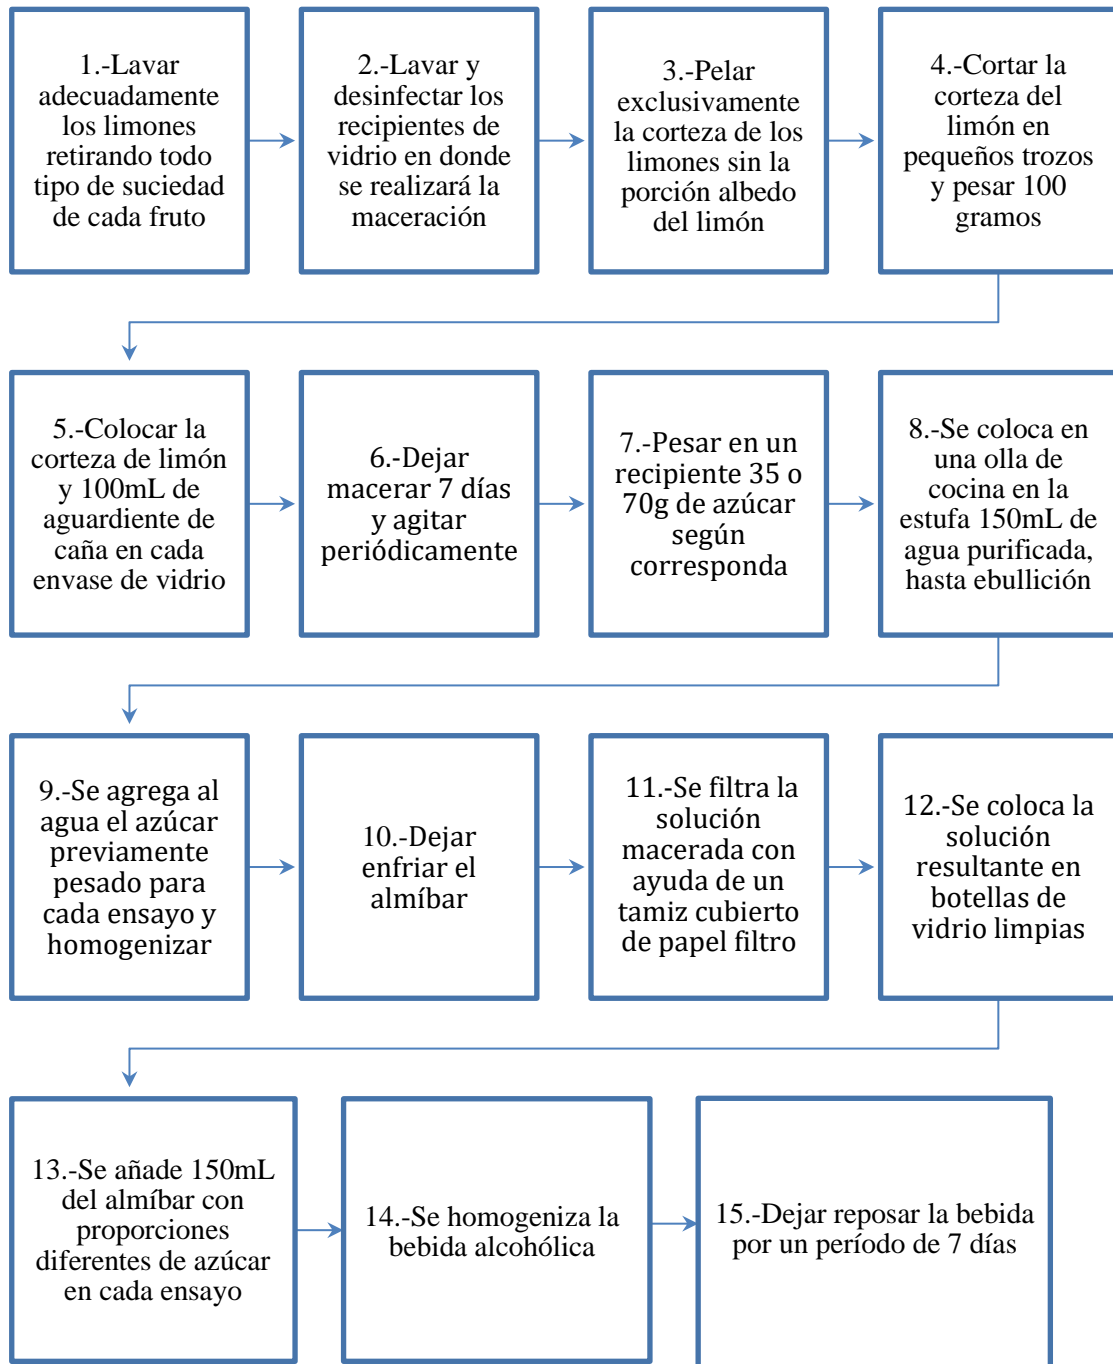 1.-Lavar
adecuadamente
los limones
retirando todo
tipo de suciedad
de cada fruto
2.-Lavar y
desinfectar los
recipientes de
vidrio en donde
se realizará la
maceración
3.-Pelar
exclusivamente
la corteza de los
limones sin la
porción albedo
del limón
4.-Cortar la
corteza del
limón en
pequeños trozos
y pesar 100
gramos
5.-Colocar la
corteza de limón
y 100mL de
aguardiente de
caña en cada
envase de vidrio
6.-Dejar
macerar 7 días
y agitar
periódicamente
7.-Pesar en un
recipiente 35 o
70g de azúcar
según
corresponda
8.-Se coloca en
una olla de
cocina en la
estufa 150mL de
agua purificada,
hasta ebullición
9.-Se agrega al
agua el azúcar
previamente
pesado para
cada ensayo y
homogenizar
10.-Dejar
enfriar el
almíbar
11.-Se filtra la
solución
macerada con
ayuda de un
tamiz cubierto
de papel filtro
12.-Se coloca la
solución
resultante en
botellas de
vidrio limpias
13.-Se añade 150mL
del almíbar con
proporciones
diferentes de azúcar
en cada ensayo
14.-Se homogeniza la
bebida alcohólica
15.-Dejar reposar la bebida
por un período de 7 días